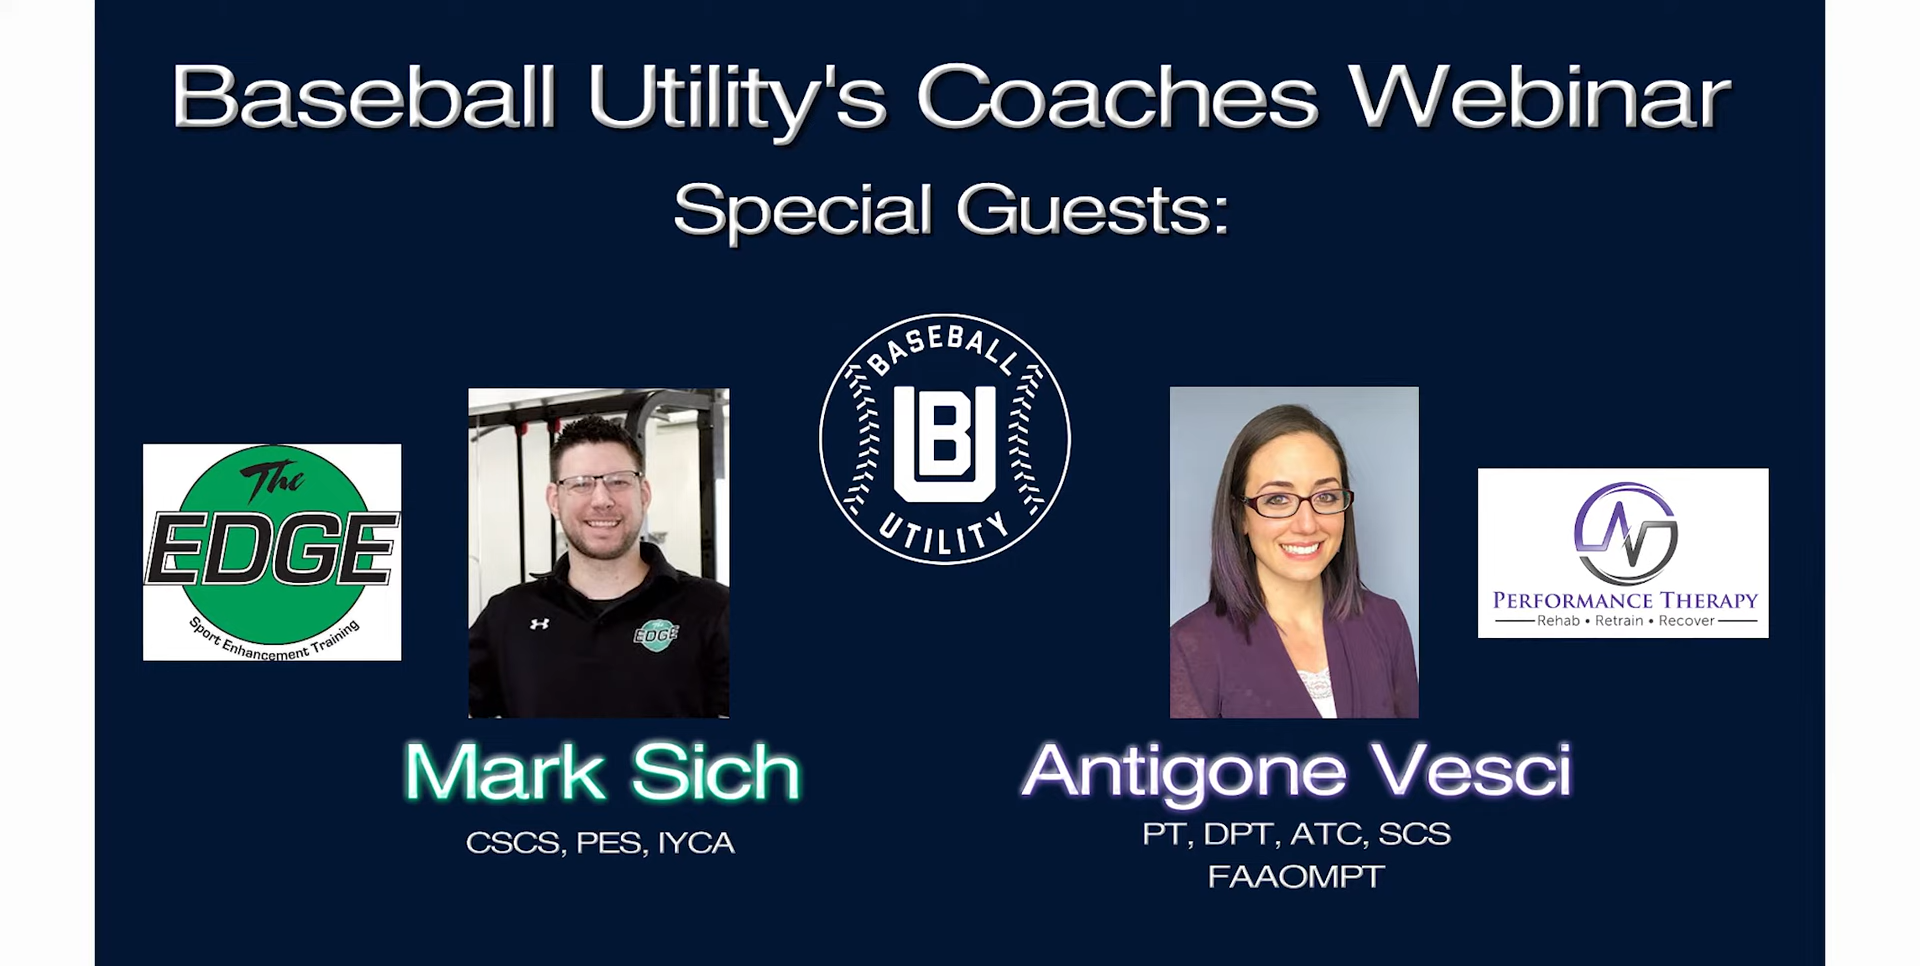 Baseball Utility's Coaches Webinar
Special Guests:
BASEBALL
BU
UTILITY
The
EDGE
Sport Enhancement Training
The
EDGE
PERFORMANCE THERAPY
Rehab • Retrain • Recover
Mark Sich
Antigone Vesci
CSCS, PES, IYCA
PT, DPT, ATC, SCS
FAAOMPT